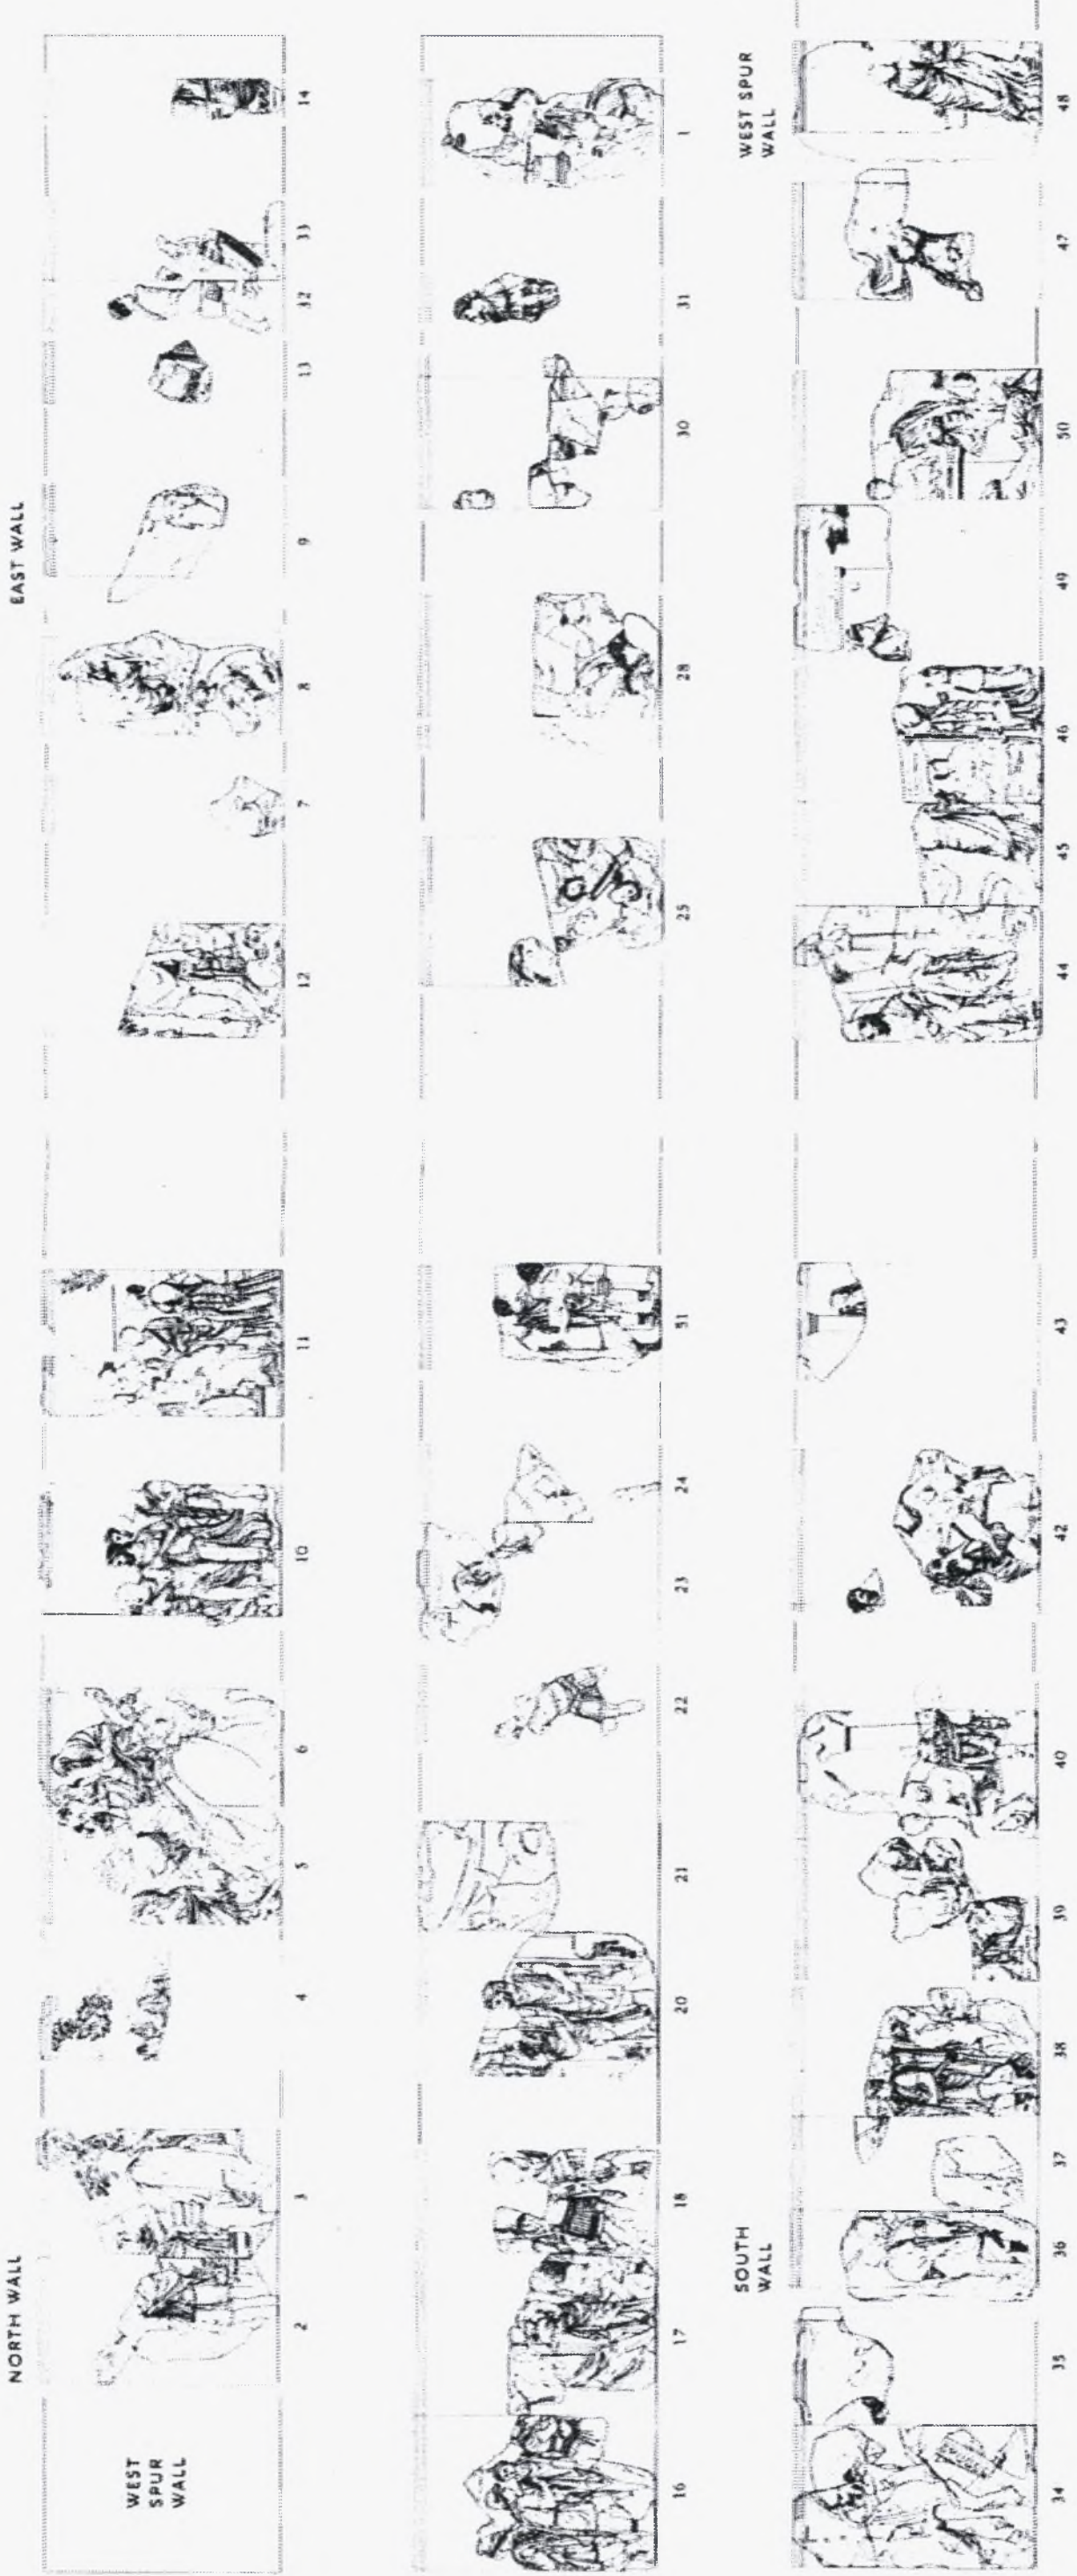 NORTH WALL
EAST WALL
WEST
SPUR
WALL
2 3 4 5 6 10 11 12 7 8 9 13 32 33 14
16 17 18 20 21 22 23 24 51 25 28 30 31 1
SOUTH
WALL
WEST SPUR
WALL
34 35 36 37 38 39 40 42 43 44 45 46 49 50 47 48